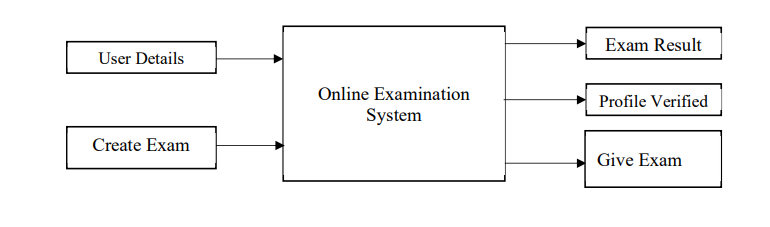 User Details
Create Exam
Online Examination
System
Exam Result
Profile Verified
Give Exam